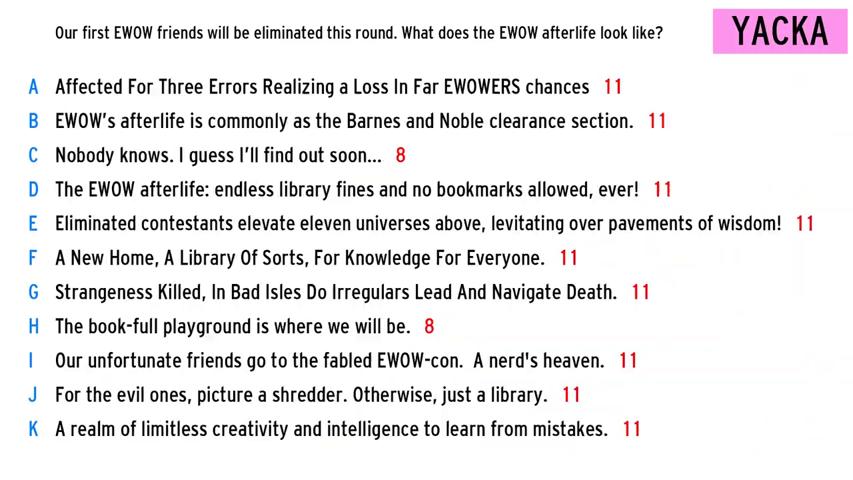 Our first EWOW friends will be eliminated this round. What does the EWOW afterlife look like?
YACKA
A Affected For Three Errors Realizing a Loss In Far EWOWERS chances 11
B EWOW's afterlife is commonly as the Barnes and Noble clearance section. 11
C Nobody knows. I guess I'll find out soon... 8
D The EWOW afterlife: endless library fines and no bookmarks allowed, ever! 11
E Eliminated contestants elevate eleven universes above, levitating over pavements of wisdom! 11
F A New Home, A Library Of Sorts, For Knowledge For Everyone. 11
G Strangeness Killed, In Bad Isles Do Irregulars Lead And Navigate Death. 11
H The book-full playground is where we will be. 8
I Our unfortunate friends go to the fabled EWOW-con.  A nerd's heaven. 11
J For the evil ones, picture a shredder. Otherwise, just a library. 11
K A realm of limitless creativity and intelligence to learn from mistakes. 11